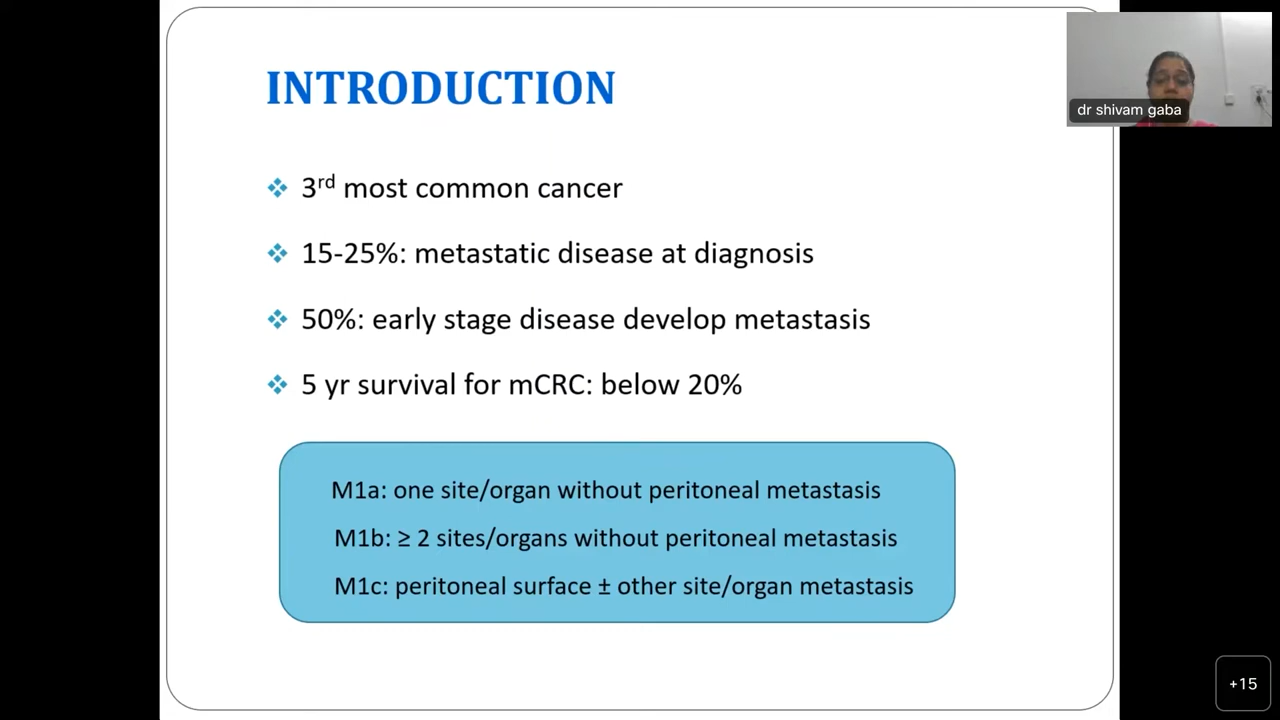 INTRODUCTION
dr shivam gaba
❖ 3rd most common cancer
❖ 15-25%: metastatic disease at diagnosis
❖ 50%: early stage disease develop metastasis
❖ 5 yr survival for mCRC: below 20%
M1a: one site/organ without peritoneal metastasis
M1b: ≥ 2 sites/organs without peritoneal metastasis
M1c: peritoneal surface ± other site/organ metastasis
+15